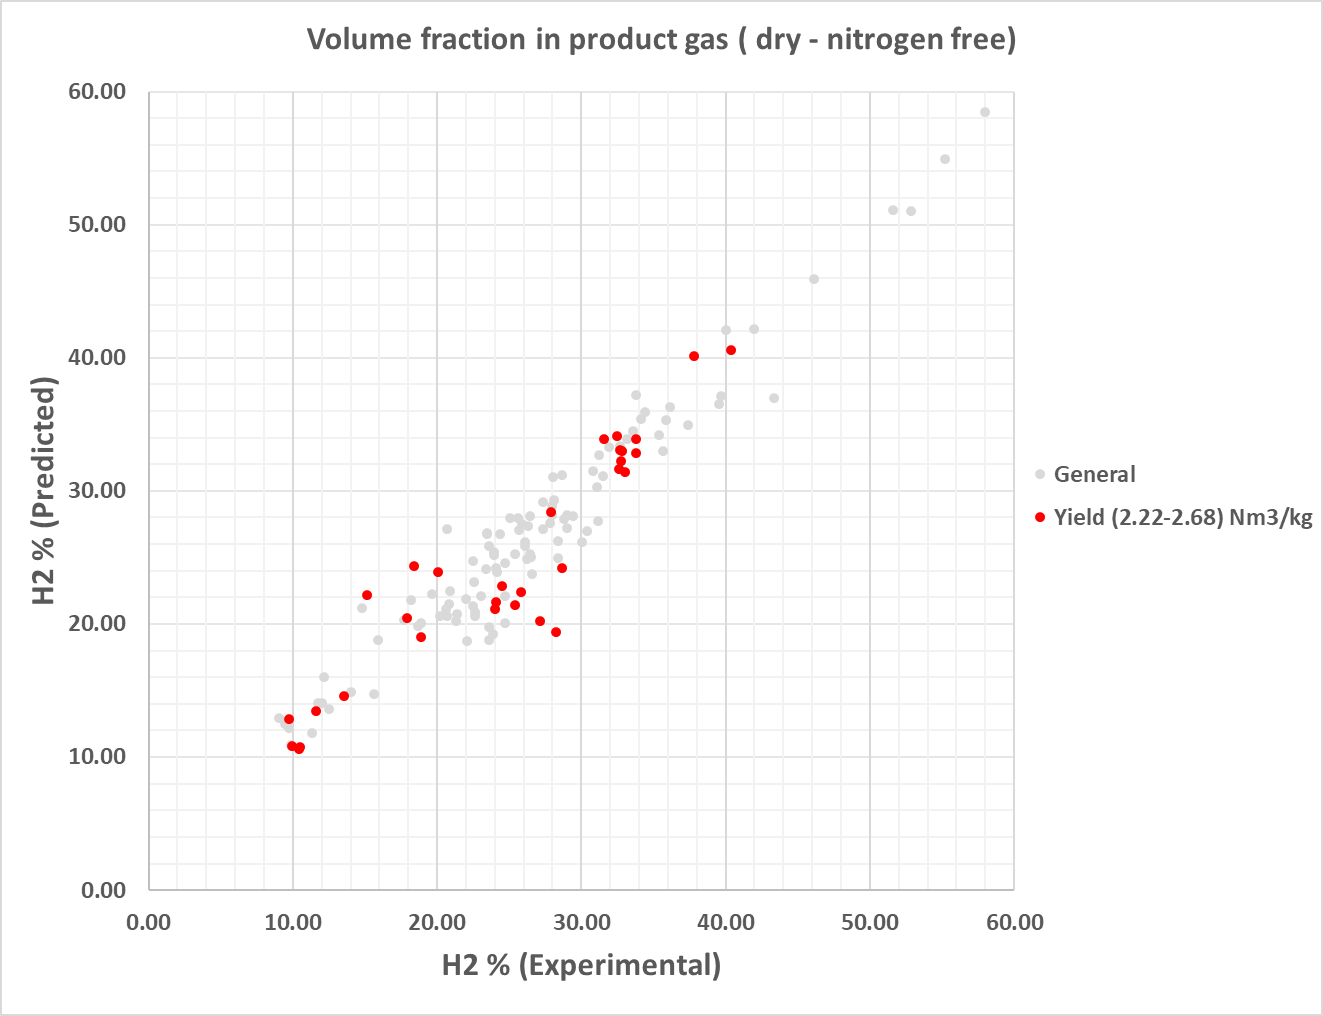 Volume fraction in product gas ( dry - nitrogen free)
60.00
50.00
40.00
30.00
20.00
10.00
0.00
H2 % (Predicted)
0.00 10.00 20.00 30.00 40.00 50.00 60.00
H2 % (Experimental)
General
Yield (2.22-2.68) Nm3/kg